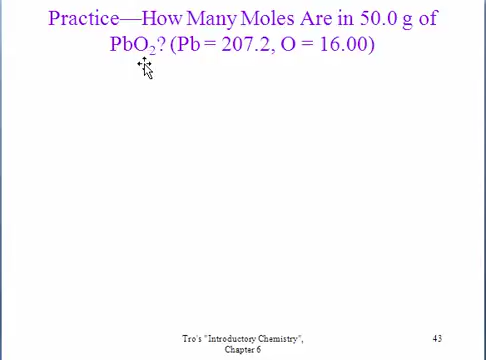 Practice—How Many Moles Are in 50.0 g of
PbO₂? (Pb = 207.2, O = 16.00)
Tro's "Introductory Chemistry",
Chapter 6
43